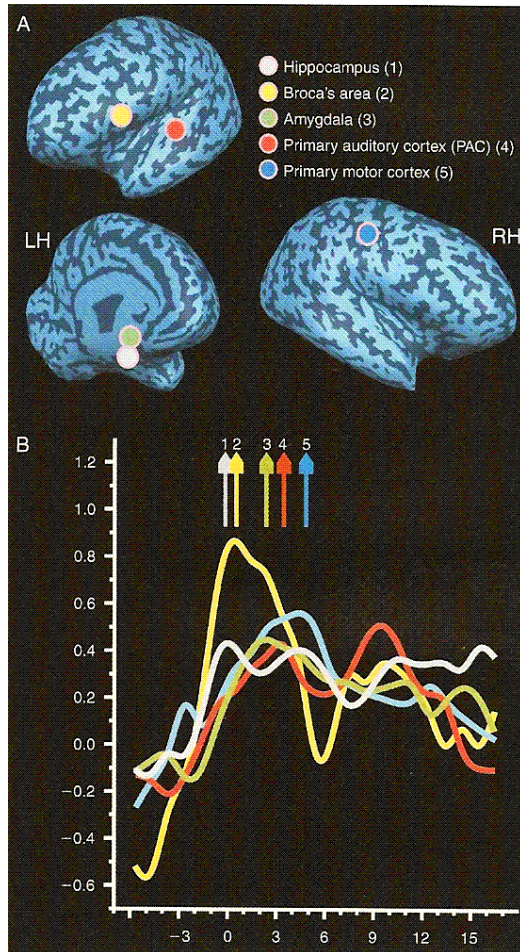 A
Hippocampus (1)
Broca's area (2)
Amygdala (3)
Primary auditory cortex (PAC) (4)
Primary motor cortex (5)
LH
RH
B
1 2 3 4 5
1.2
1.0
0.8
0.6
0.4
0.2
0.0
−0.2
−0.4
−0.6
−3 0 3 6 9 12 15